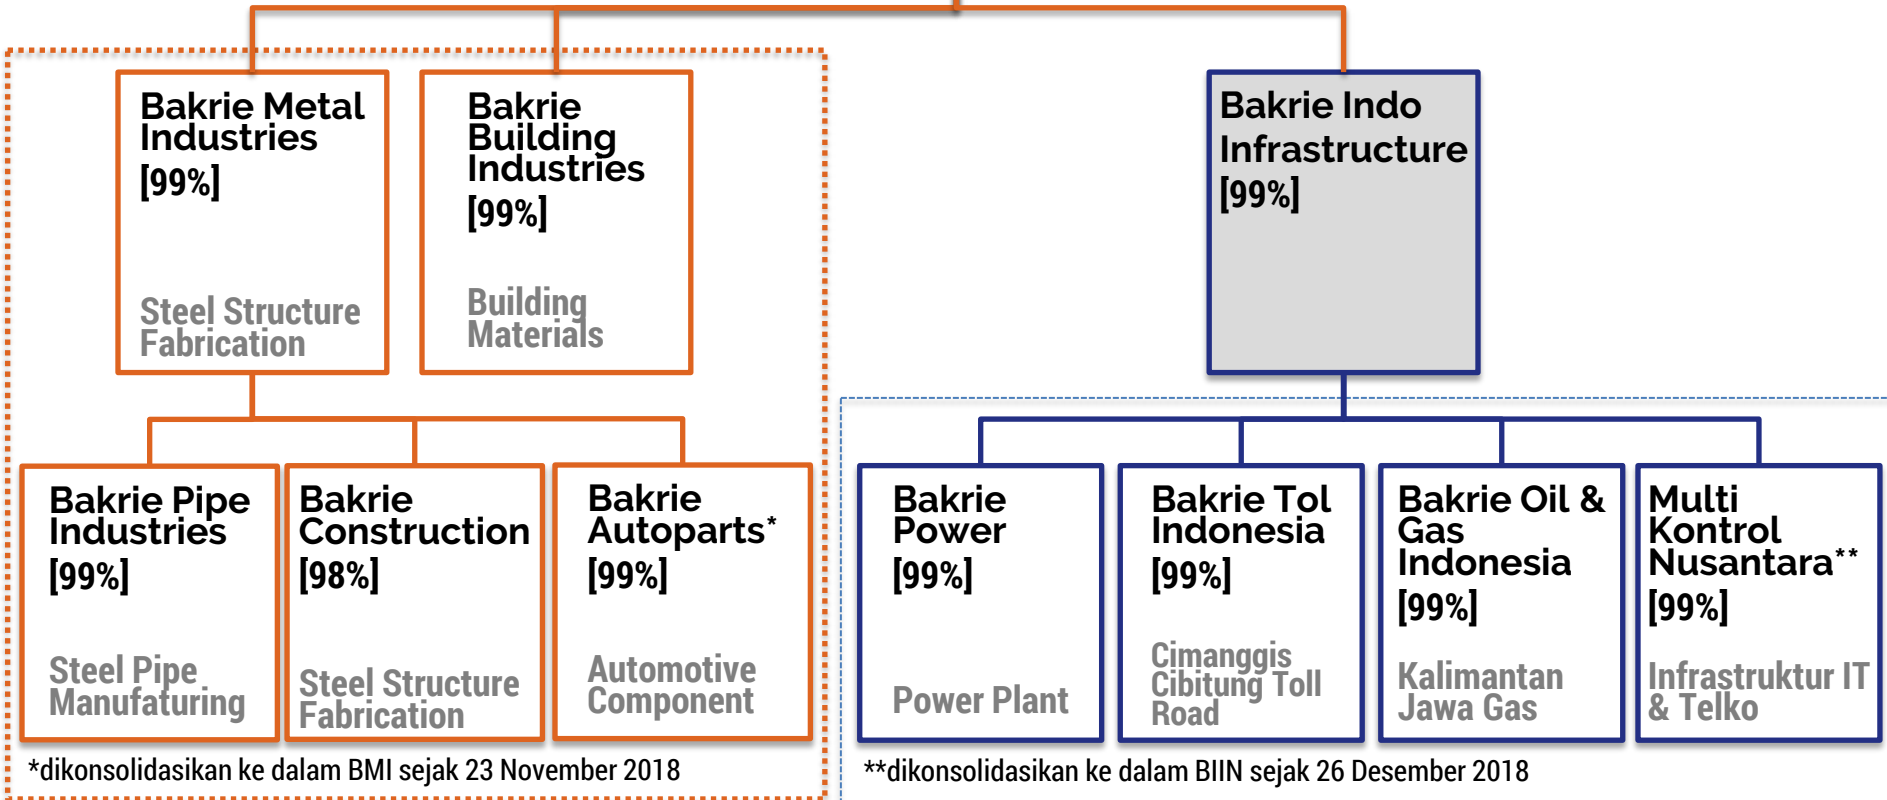 Bakrie Metal
Industries
[99%]
Steel Structure
Fabrication
Bakrie
Building
Industries
[99%]
Building
Materials
Bakrie Indo
Infrastructure
[99%]
Bakrie Pipe
Industries
[99%]
Steel Pipe
Manufaturing
Bakrie
Construction
[98%]
Steel Structure
Fabrication
Bakrie
Autoparts*
[99%]
Automotive
Component
Bakrie
Power
[99%]
Power Plant
Bakrie Tol
Indonesia
[99%]
Cimanggis
Cibitung Toll
Road
Bakrie Oil &
Gas
Indonesia
[99%]
Kalimantan
Jawa Gas
Multi
Kontrol
Nusantara**
[99%]
Infrastruktur IT
& Telko
*dikonsolidasikan ke dalam BMI sejak 23 November 2018
**dikonsolidasikan ke dalam BIIN sejak 26 Desember 2018